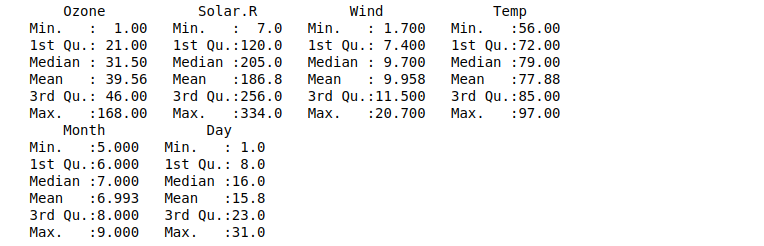 Ozone           Solar.R           Wind             Temp      
 Min.   :  1.00   Min.   :  7.0   Min.   : 1.700   Min.   :56.00  
 1st Qu.: 21.00   1st Qu.:120.0   1st Qu.: 7.400   1st Qu.:72.00  
 Median : 31.50   Median :205.0   Median : 9.700   Median :79.00  
 Mean   : 39.56   Mean   :186.8   Mean   : 9.958   Mean   :77.88  
 3rd Qu.: 46.00   3rd Qu.:256.0   3rd Qu.:11.500   3rd Qu.:85.00  
 Max.   :168.00   Max.   :334.0   Max.   :20.700   Max.   :97.00  
     Month            Day      
 Min.   :5.000   Min.   : 1.0  
 1st Qu.:6.000   1st Qu.: 8.0  
 Median :7.000   Median :16.0  
 Mean   :6.993   Mean   :15.8  
 3rd Qu.:8.000   3rd Qu.:23.0  
 Max.   :9.000   Max.   :31.0